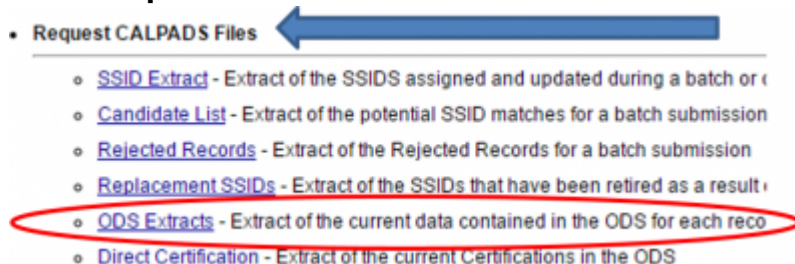 Request CALPADS Files
SSID Extract - Extract of the SSIDS assigned and updated during a batch or
Candidate List - Extract of the potential SSID matches for a batch submission
Rejected Records - Extract of the Rejected Records for a batch submission
Replacement SSIDs - Extract of the SSIDs that have been retired as a result
ODS Extracts - Extract of the current data contained in the ODS for each reco
Direct Certification - Extract of the current Certifications in the ODS